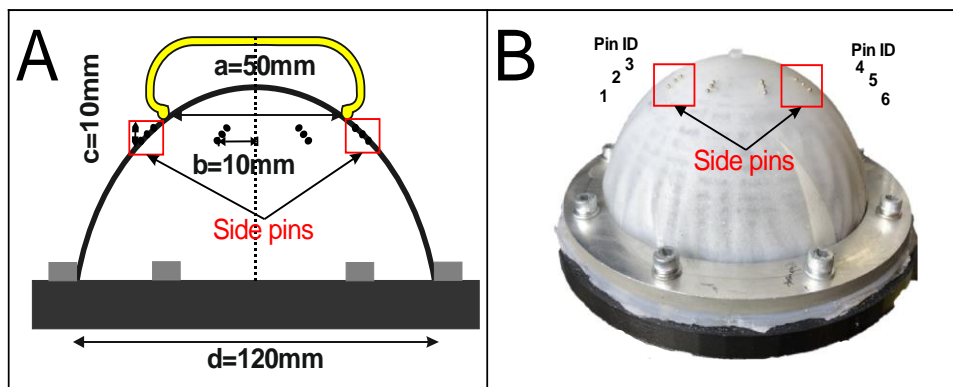 A
a=50mm
c=10mm
b=10mm
Side pins
d=120mm
B
Pin ID
3
2
1
Pin ID
4
5
6
Side pins